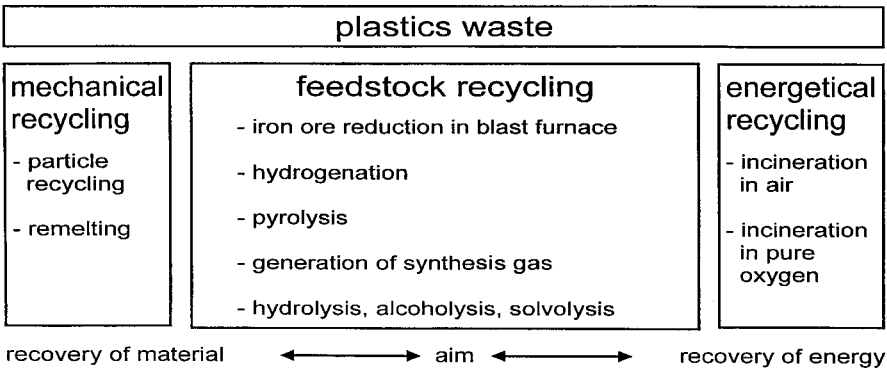 plastics waste
mechanical
recycling
- particle
recycling
- remelting
feedstock recycling
- iron ore reduction in blast furnace
- hydrogenation
- pyrolysis
- generation of synthesis gas
- hydrolysis, alcoholysis, solvolysis
energetical
recycling
- incineration
in air
- incineration
in pure
oxygen
recovery of material
aim
recovery of energy